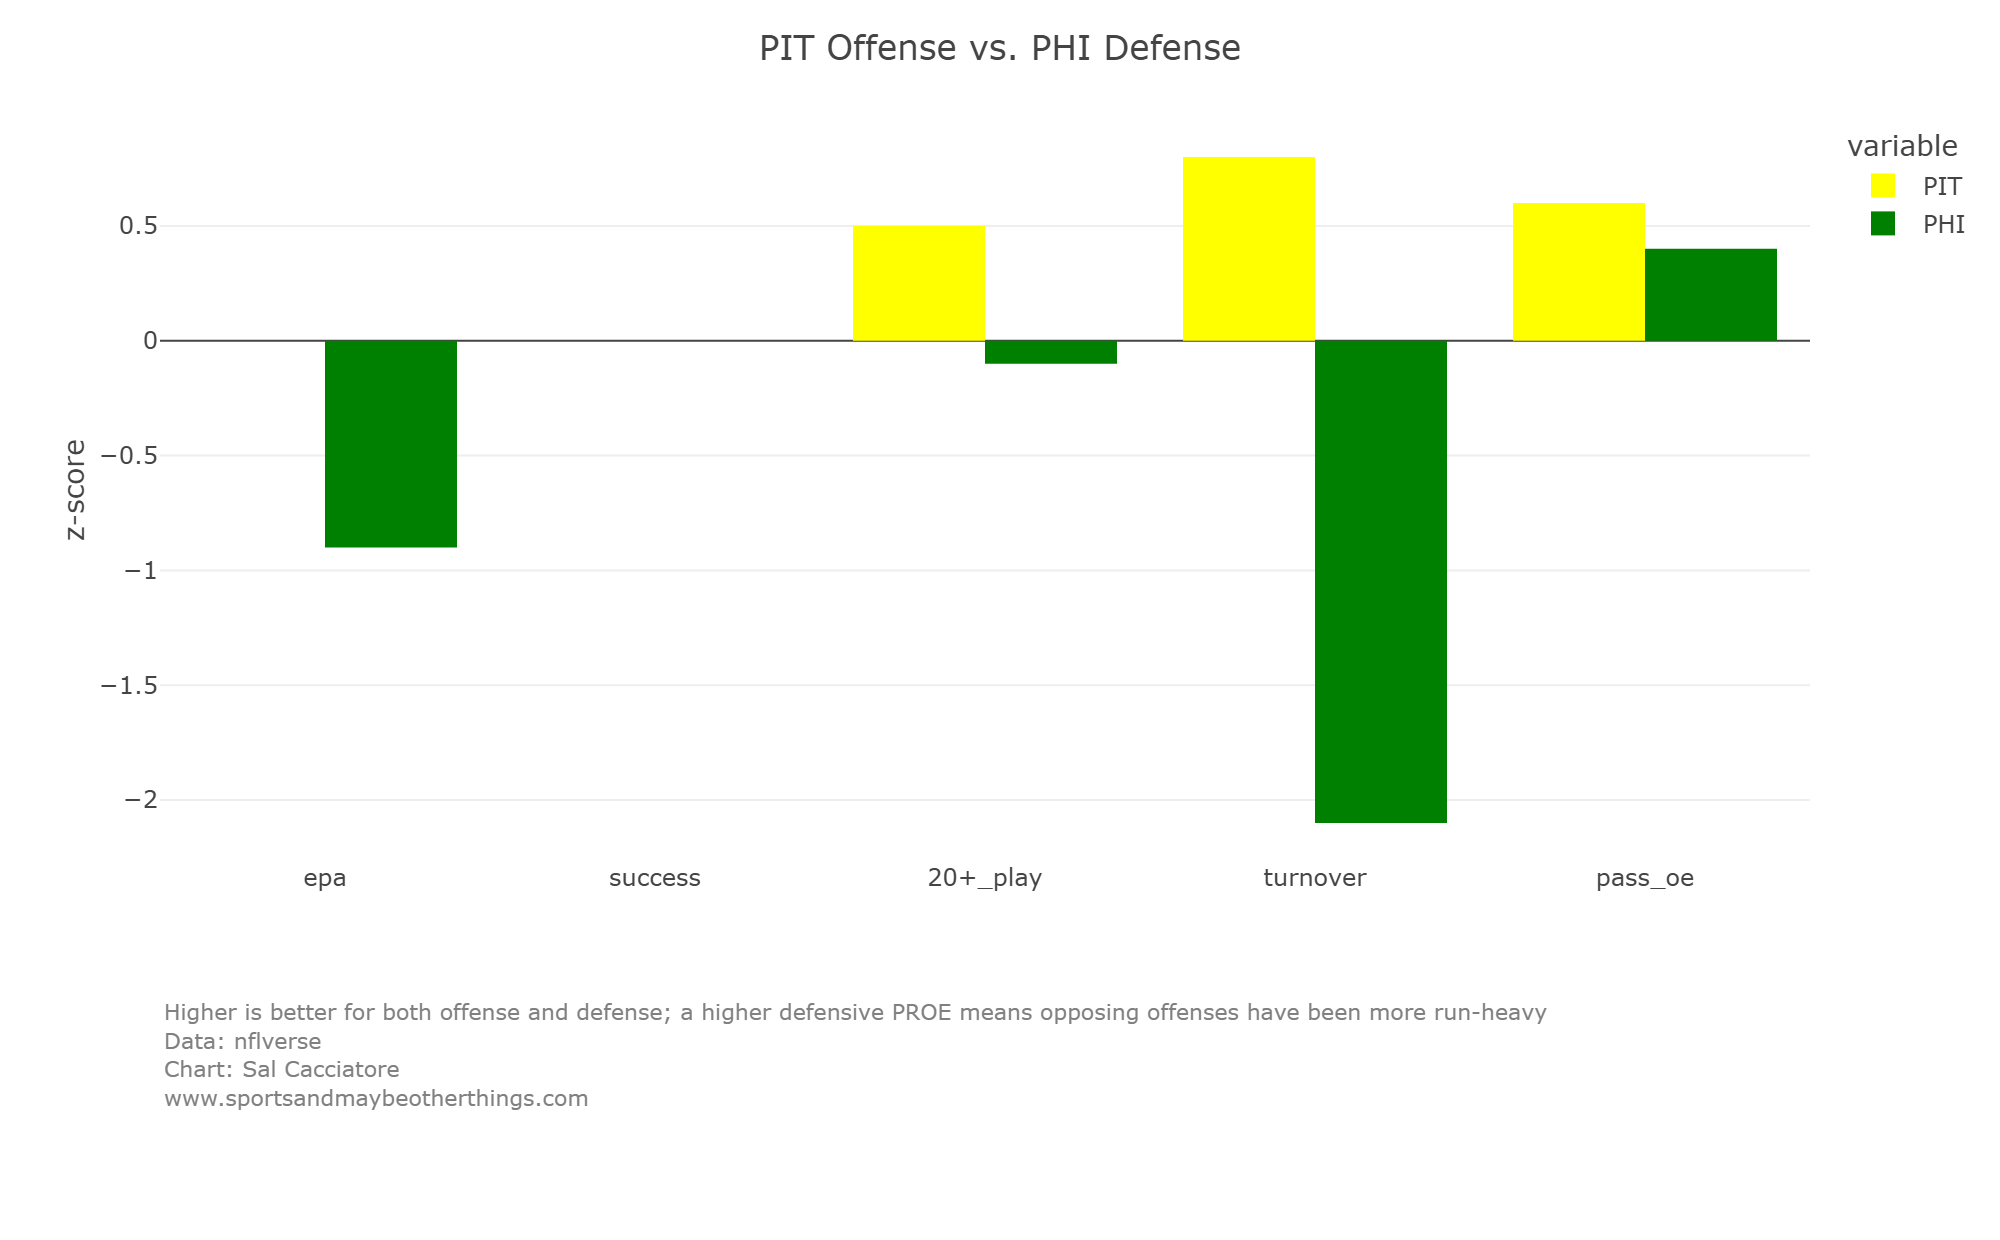 PIT Offense vs. PHI Defense
variable
PIT
PHI
0.5
0
−0.5
−1
−1.5
−2
z-score
epa
success
20+_play
turnover
pass_oe
Higher is better for both offense and defense; a higher defensive PROE means opposing offenses have been more run-heavy
Data: nflverse
Chart: Sal Cacciatore
www.sportsandmaybeotherthings.com